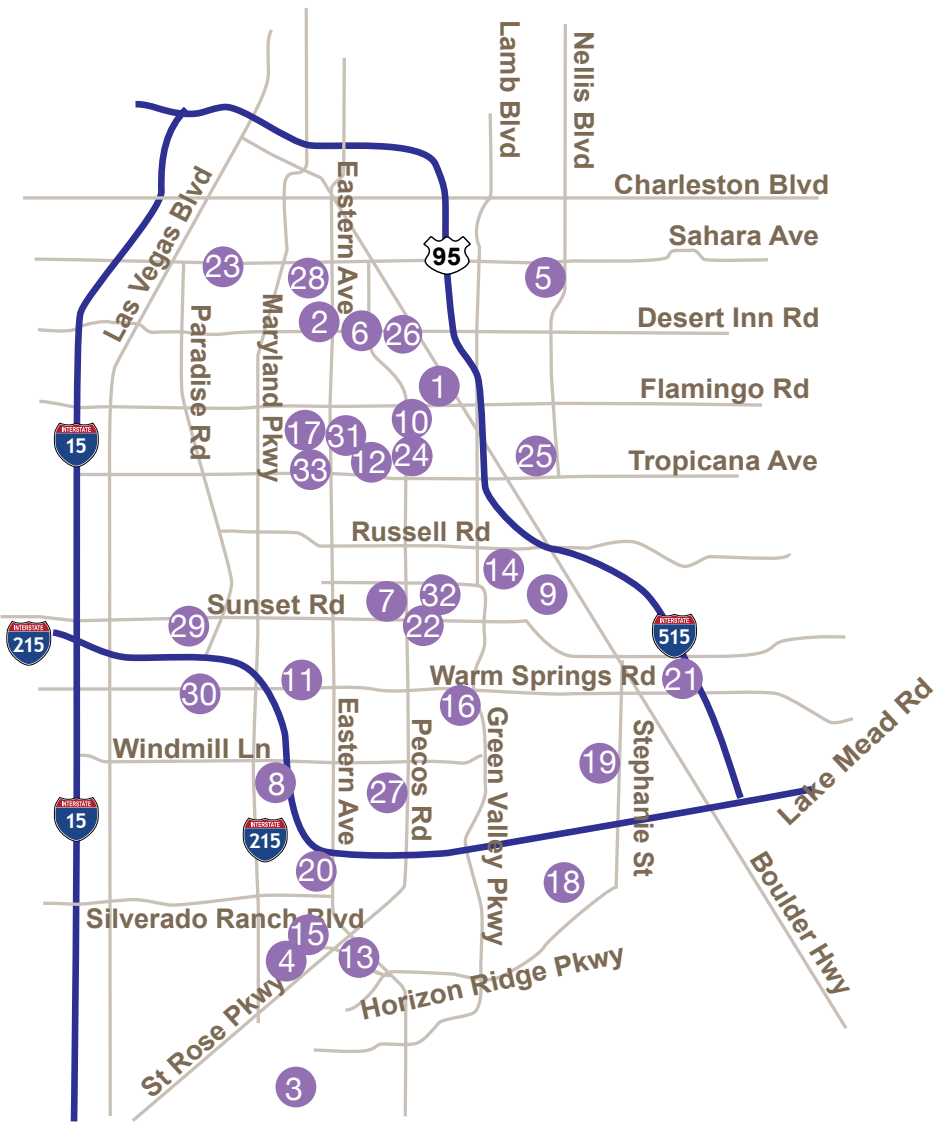 Lamb Blvd
Nellis Blvd
Eastern Ave
Charleston Blvd
Las Vegas Blvd
Sahara Ave
95
23
28
5
2
6
26
Desert Inn Rd
Paradise Rd
Maryland Pkwy
1
Flamingo Rd
10
17
31
INTERSTATE
15
12
24
25
33
Tropicana Ave
Russell Rd
14
7
32
9
Sunset Rd
22
29
INTERSTATE
215
INTERSTATE
515
11
Warm Springs Rd
21
30
16
Eastern Ave
Pecos Rd
Green Valley Pkwy
Stephanie St
Lake Mead Rd
Windmill Ln
19
8
27
INTERSTATE
15
INTERSTATE
215
20
18
Boulder Hwy
Silverado Ranch Blvd
15
4
13
Horizon Ridge Pkwy
St Rose Pkwy
3